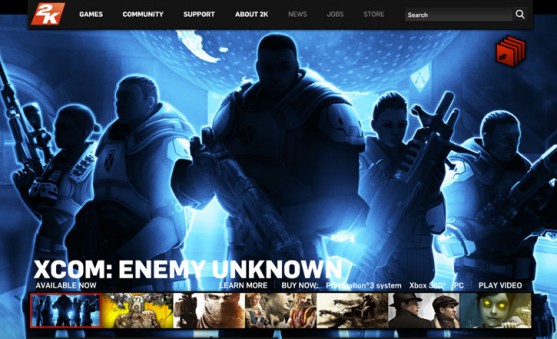 2K GAMES COMMUNITY SUPPORT ABOUT 2K NEWS JOBS STORE Search
XCOM: ENEMY UNKNOWN
AVAILABLE NOW LEARN MORE BUY NOW: PlayStation®3 system Xbox 360® PC PLAY VIDEO